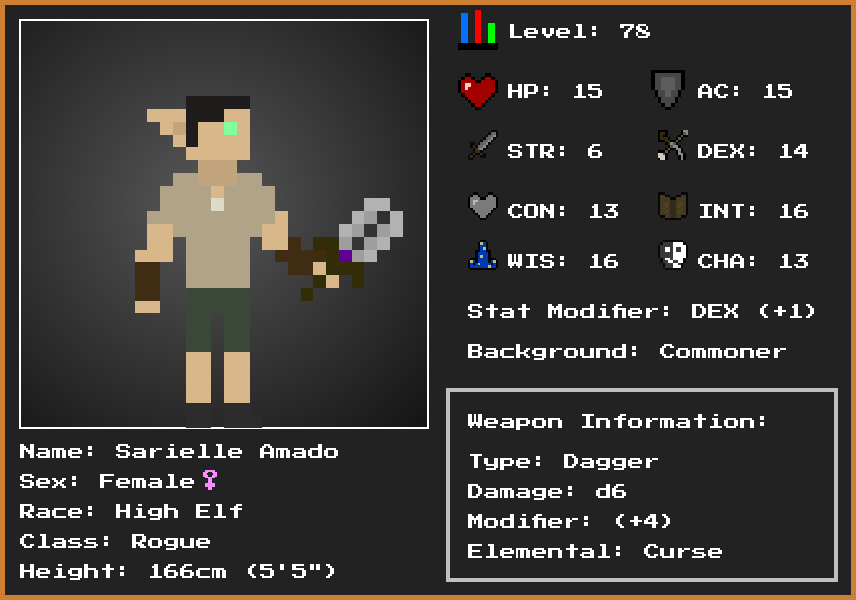 Level: 78
HP: 15 AC: 15
STR: 6 DEX: 14
CON: 13 INT: 16
WIS: 16 CHA: 13
Stat Modifier: DEX (+1)
Background: Commoner
Weapon Information:
Type: Dagger
Damage: d6
Modifier: (+4)
Elemental: Curse
Name: Sarielle Amado
Sex: Female♀
Race: High Elf
Class: Rogue
Height: 166cm (5'5")